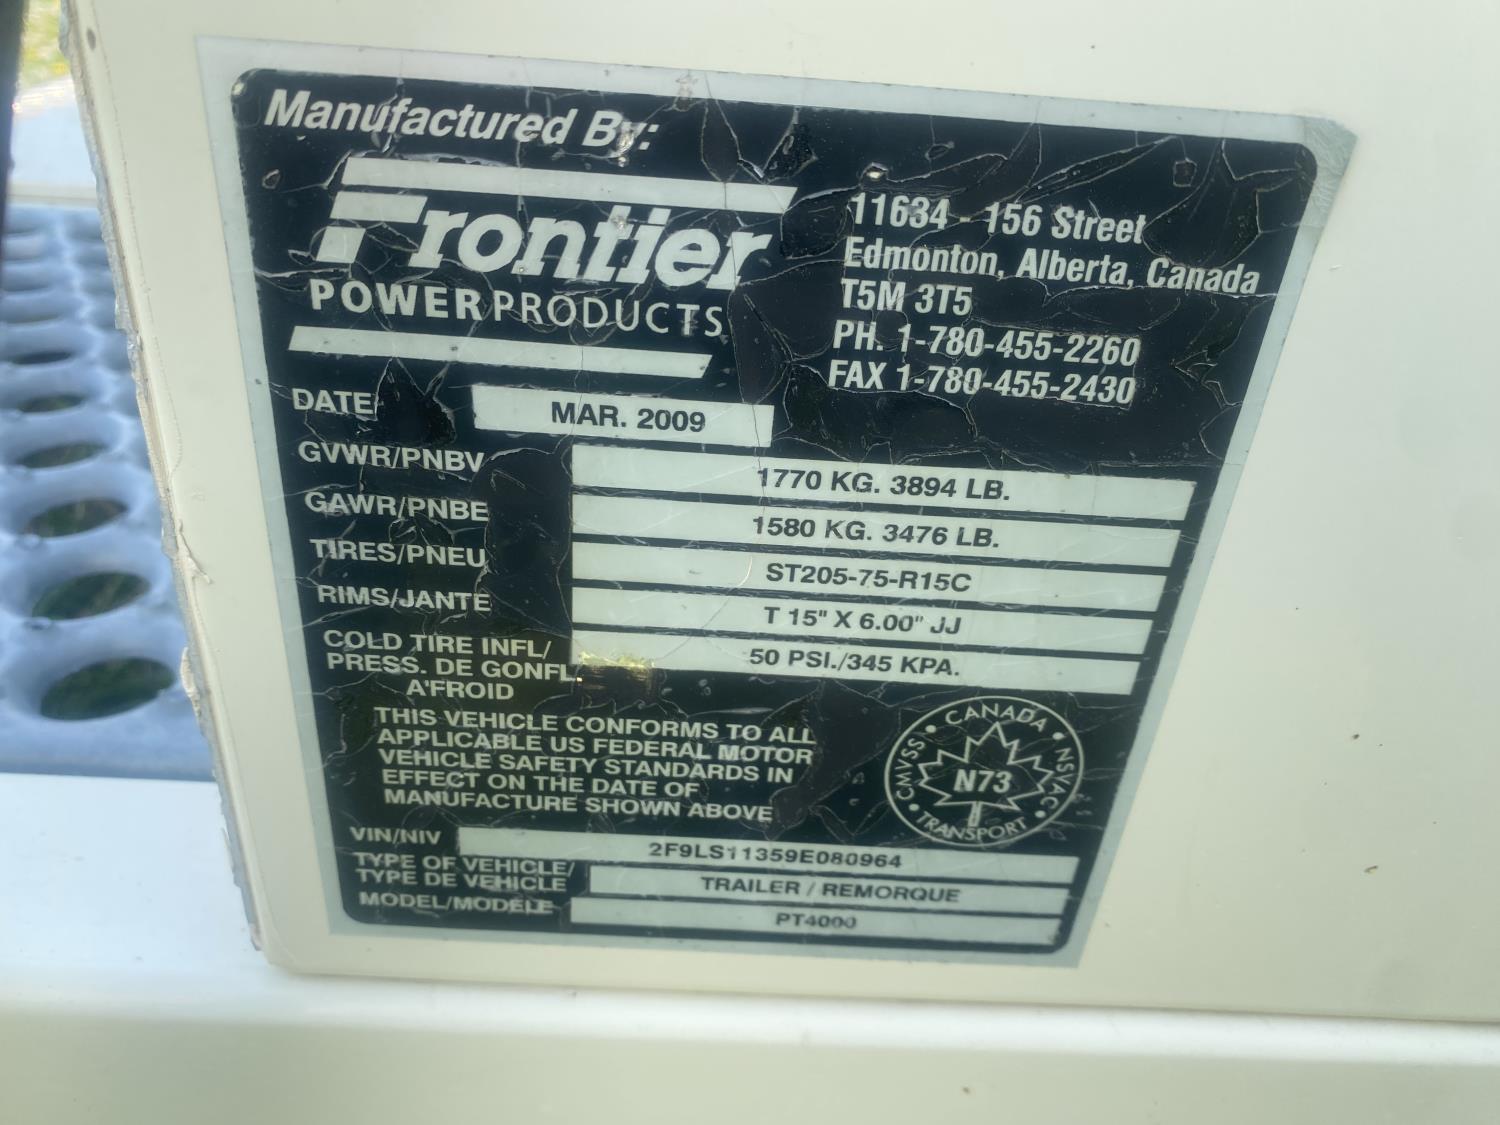 Manufactured By:
Frontier
POWER PRODUCTS
11634 - 156 Street
Edmonton, Alberta, Canada
T5M 3T5
PH. 1-780-455-2260
FAX 1-780-455-2430
DATE MAR. 2009
GVWR/PNBV 1770 KG. 3894 LB.
GAWR/PNBE 1580 KG. 3476 LB.
TIRES/PNEU ST205-75-R15C
RIMS/JANTE T 15" X 6.00" JJ
COLD TIRE INFL/ 50 PSI./345 KPA.
PRESS. DE GONFL.
A'FROID
THIS VEHICLE CONFORMS TO ALL
APPLICABLE US FEDERAL MOTOR
VEHICLE SAFETY STANDARDS IN
EFFECT ON THE DATE OF
MANUFACTURE SHOWN ABOVE
CANADA • NSVAC • TRANSPORT • CMVSS •
N73
VIN/NIV 2F9LS11359E080964
TYPE OF VEHICLE/ TRAILER / REMORQUE
TYPE DE VEHICLE
MODEL/MODELE PT4000